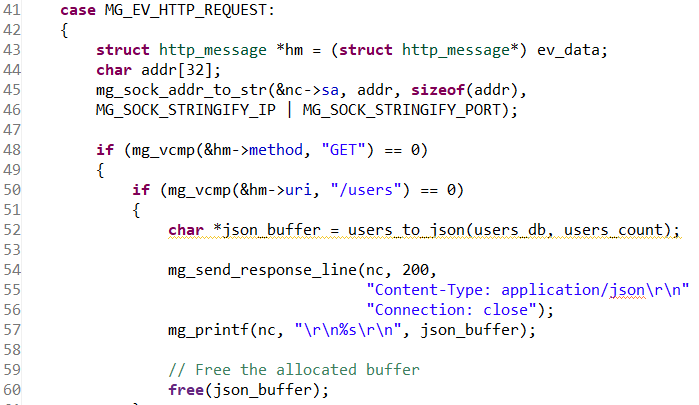 41 case MG_EV_HTTP_REQUEST:
42 {
43 struct http_message *hm = (struct http_message*) ev_data;
44 char addr[32];
45 mg_sock_addr_to_str(&nc->sa, addr, sizeof(addr),
46 MG_SOCK_STRINGIFY_IP | MG_SOCK_STRINGIFY_PORT);
47
48 if (mg_vcmp(&hm->method, "GET") == 0)
49 {
50 if (mg_vcmp(&hm->uri, "/users") == 0)
51 {
52 char *json_buffer = users_to_json(users_db, users_count);
53
54 mg_send_response_line(nc, 200,
55 "Content-Type: application/json\r\n"
56 "Connection: close");
57 mg_printf(nc, "\r\n%s\r\n", json_buffer);
58
59 // Free the allocated buffer
60 free(json_buffer);